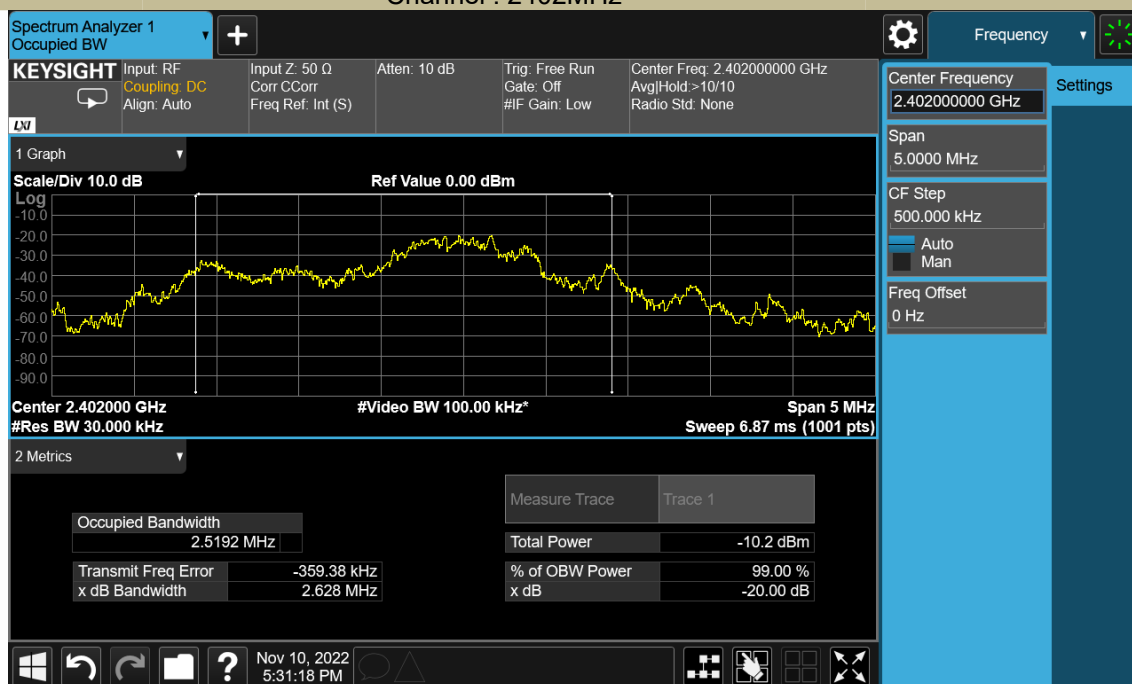 Channel : 2402MHz
Spectrum Analyzer 1
Occupied BW
Frequency
KEYSIGHT
Input: RF
Coupling: DC
Align: Auto
Input Z: 50 Ω
Corr CCorr
Freq Ref: Int (S)
Atten: 10 dB
Trig: Free Run
Gate: Off
#IF Gain: Low
Center Freq: 2.402000000 GHz
Avg|Hold:>10/10
Radio Std: None
LXI
Center Frequency
2.402000000 GHz
Settings
Span
5.0000 MHz
CF Step
500.000 kHz
Auto
Man
Freq Offset
0 Hz
1 Graph
Scale/Div 10.0 dB
Ref Value 0.00 dBm
Log
-10.0
-20.0
-30.0
-40.0
-50.0
-60.0
-70.0
-80.0
-90.0
Center 2.402000 GHz
#Video BW 100.00 kHz*
Span 5 MHz
#Res BW 30.000 kHz
Sweep 6.87 ms (1001 pts)
2 Metrics
Measure Trace
Trace 1
Occupied Bandwidth
2.5192 MHz
Total Power
-10.2 dBm
Transmit Freq Error
-359.38 kHz
% of OBW Power
99.00 %
x dB Bandwidth
2.628 MHz
x dB
-20.00 dB
?
Nov 10, 2022
5:31:18 PM